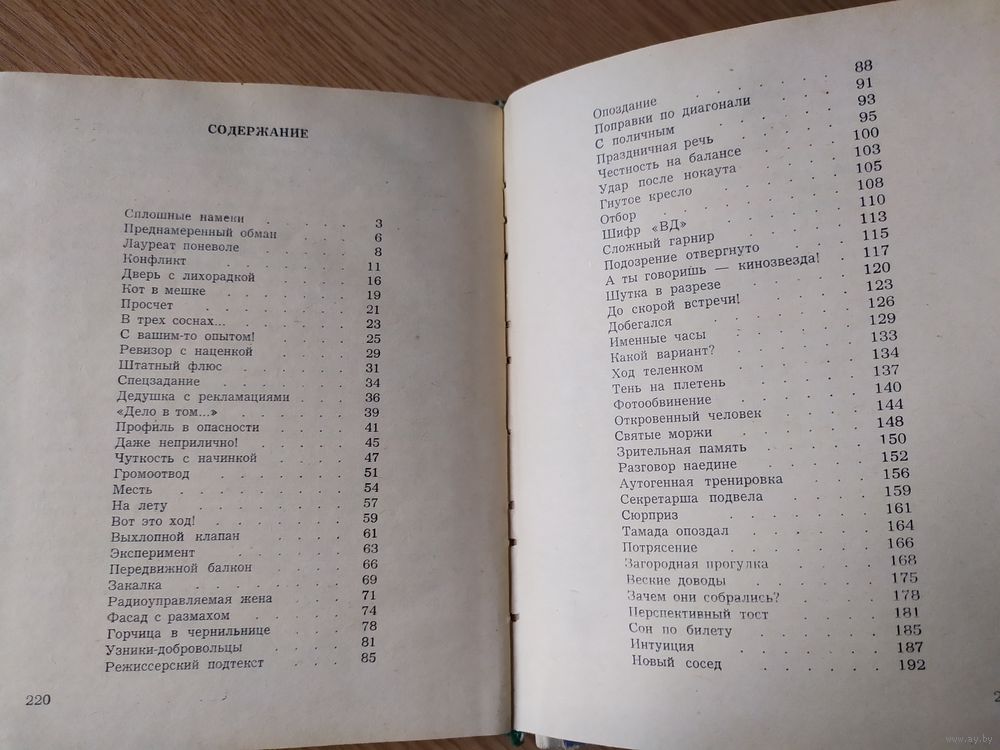 СОДЕРЖАНИЕ
Сплошные намеки . . . . 3
Преднамеренный обман . . . . 6
Лауреат поневоле . . . . 8
Конфликт . . . . . . 11
Дверь с лихорадкой . . . . 16
Кот в мешке . . . . . 19
Просчет . . . . . . 21
В трех соснах... . . . . . 23
С вашим-то опытом! . . . . 25
Ревизор с наценкой . . . . 29
Штатный флюс . . . . . 31
Спецзадание . . . . . 34
Дедушка с рекламациями . . . 36
«Дело в том...» . . . . . 39
Профиль в опасности . . . . 41
Даже неприлично! . . . . 45
Чуткость с начинкой . . . . 47
Громоотвод . . . . . 51
Месть . . . . . . 54
На лету . . . . . . 57
Вот это ход! . . . . . . 59
Выхлопной клапан . . . . 61
Эксперимент . . . . . 63
Передвижной балкон . . . . 66
Закалка . . . . . . 69
Радиоуправляемая жена . . . . 71
Фасад с размахом . . . . 74
Горчица в чернильнице . . . . 78
Узники-добровольцы . . . . 81
Режиссерский подтекст . . . . 85
220
Опоздание . . . . . 88
Поправки по диагонали . . . 91
С поличным . . . . . 93
Праздничная речь . . . . 95
Честность на балансе . . . . 100
Удар после нокаута . . . . 103
Гнутое кресло . . . . . 105
Отбор . . . . . . 108
Шифр «ВД» . . . . . 110
Сложный гарнир . . . . 113
Подозрение отвергнуто . . . 115
А ты говоришь — кинозвезда! . 117
Шутка в разрезе . . . . 120
До скорой встречи! . . . . 123
Добегался . . . . . 126
Именные часы . . . . . 129
Какой вариант? . . . . . 133
Ход теленком . . . . . 134
Тень на плетень . . . . 137
Фотообвинение . . . . . 140
Откровенный человек . . . . 144
Святые моржи . . . . . 148
Зрительная память . . . . 150
Разговор наедине . . . . 152
Аутогенная тренировка . . . 156
Секретарша подвела . . . . 159
Сюрприз . . . . . . 161
Тамада опоздал . . . . 164
Потрясение . . . . . 166
Загородная прогулка . . . . 168
Веские доводы . . . . . 175
Зачем они собрались? . . . . 178
Перспективный тост . . . . 181
Сон по билету . . . . . 185
Интуиция . . . . . 187
Новый сосед . . . . . 192
www.ay.by